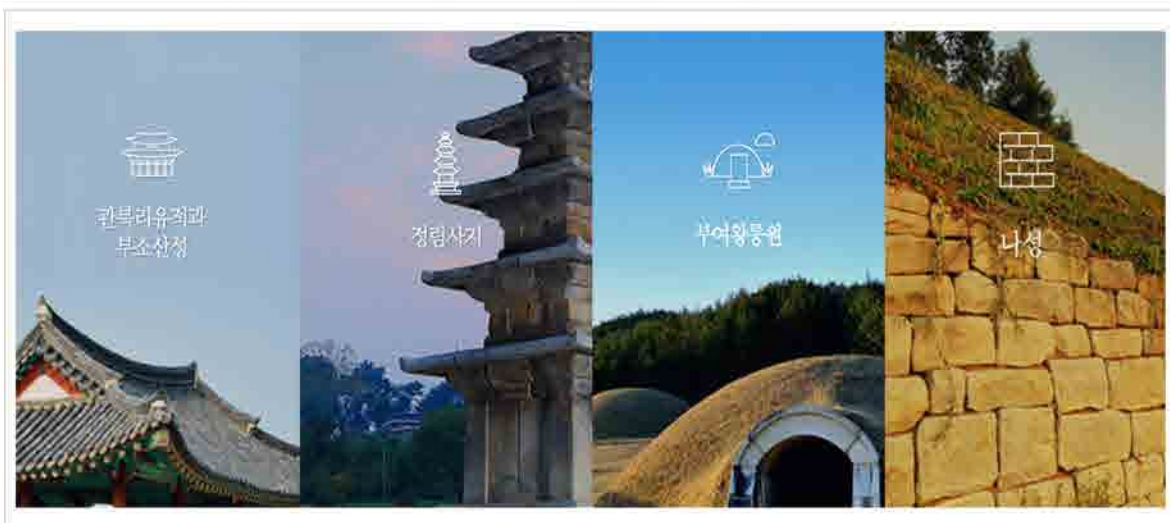 관북리유적과
부소산성
정림사지
부여왕릉원
나성